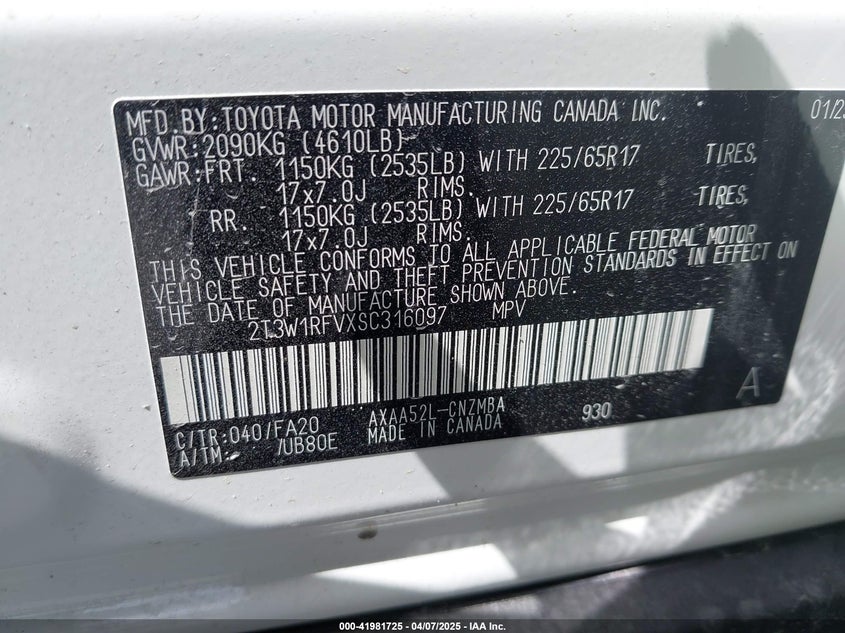 MFD.BY:TOYOTA MOTOR MANUFACTURING CANADA INC. 01/2
GVWR:2090KG (4610LB)
GAWR:FRT. 1150KG (2535LB) WITH 225/65R17 TIRES,
17x7.0J RIMS.
RR. 1150KG (2535LB) WITH 225/65R17 TIRES,
17x7.0J RIMS.
THIS VEHICLE CONFORMS TO ALL APPLICABLE FEDERAL MOTOR
VEHICLE SAFETY AND THEFT PREVENTION STANDARDS IN EFFECT ON
THE DATE OF MANUFACTURE SHOWN ABOVE.
2T3W1RFVXSC316097 MPV
A
C/TR:040/FA20 AXAA52L-CNZMBA 930
A/TM: /UB80E MADE IN CANADA
000-41981725 - 04/07/2025 - IAA Inc.